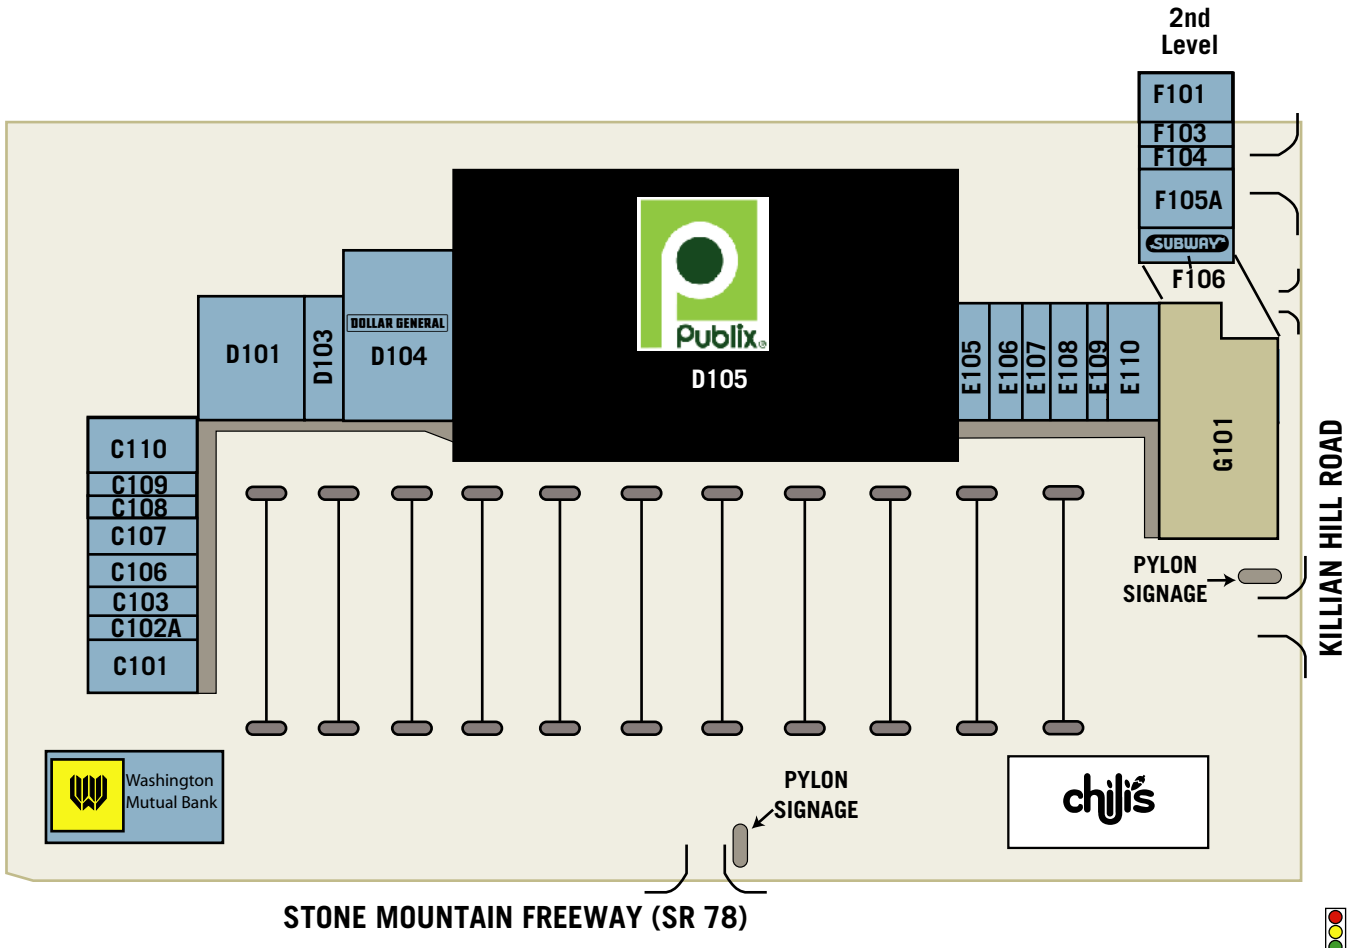 2nd
Level
F101
F103
F104
F105A
SUBWAY
F106
Publix
D105
DOLLAR GENERAL
D104
D103
D101
E105
E106
E107
E108
E109
E110
G101
C110
C109
C108
C107
C106
C103
C102A
C101
KILLIAN HILL ROAD
PYLON
SIGNAGE
Washington
Mutual Bank
PYLON
SIGNAGE
chili's
STONE MOUNTAIN FREEWAY (SR 78)